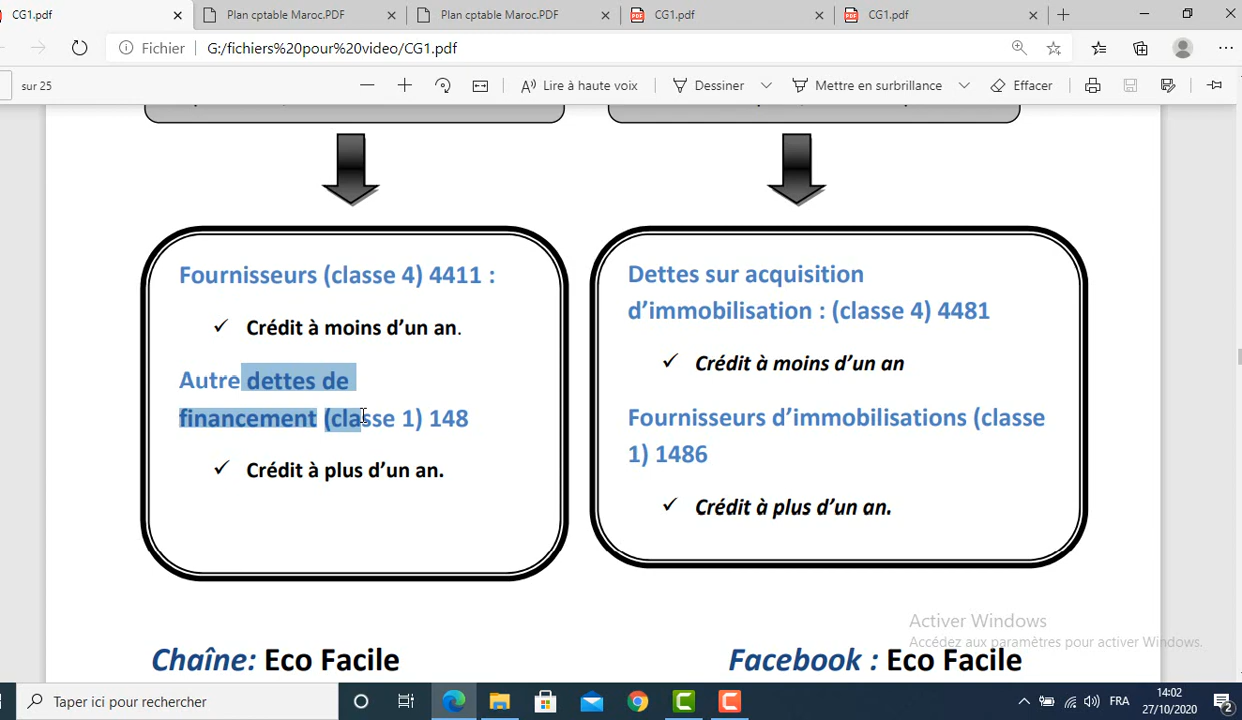 CG1.pdf
Plan cptable Maroc.PDF
Plan cptable Maroc.PDF
CG1.pdf
CG1.pdf
Fichier
G:/fichiers%20pour%20video/CG1.pdf
sur 25
Lire à haute voix
Dessiner
Mettre en surbrillance
Effacer
Fournisseurs (classe 4) 4411 :
✓ Crédit à moins d'un an.
Autre dettes de
financement (classe 1) 148
✓ Crédit à plus d'un an.
Dettes sur acquisition
d'immobilisation : (classe 4) 4481
✓ Crédit à moins d'un an
Fournisseurs d'immobilisations (classe
1) 1486
✓ Crédit à plus d'un an.
Activer Windows
Accédez aux paramètres pour activer Windows.
Chaîne: Eco Facile
Facebook : Eco Facile
Taper ici pour rechercher
FRA
14:02
27/10/2020
2